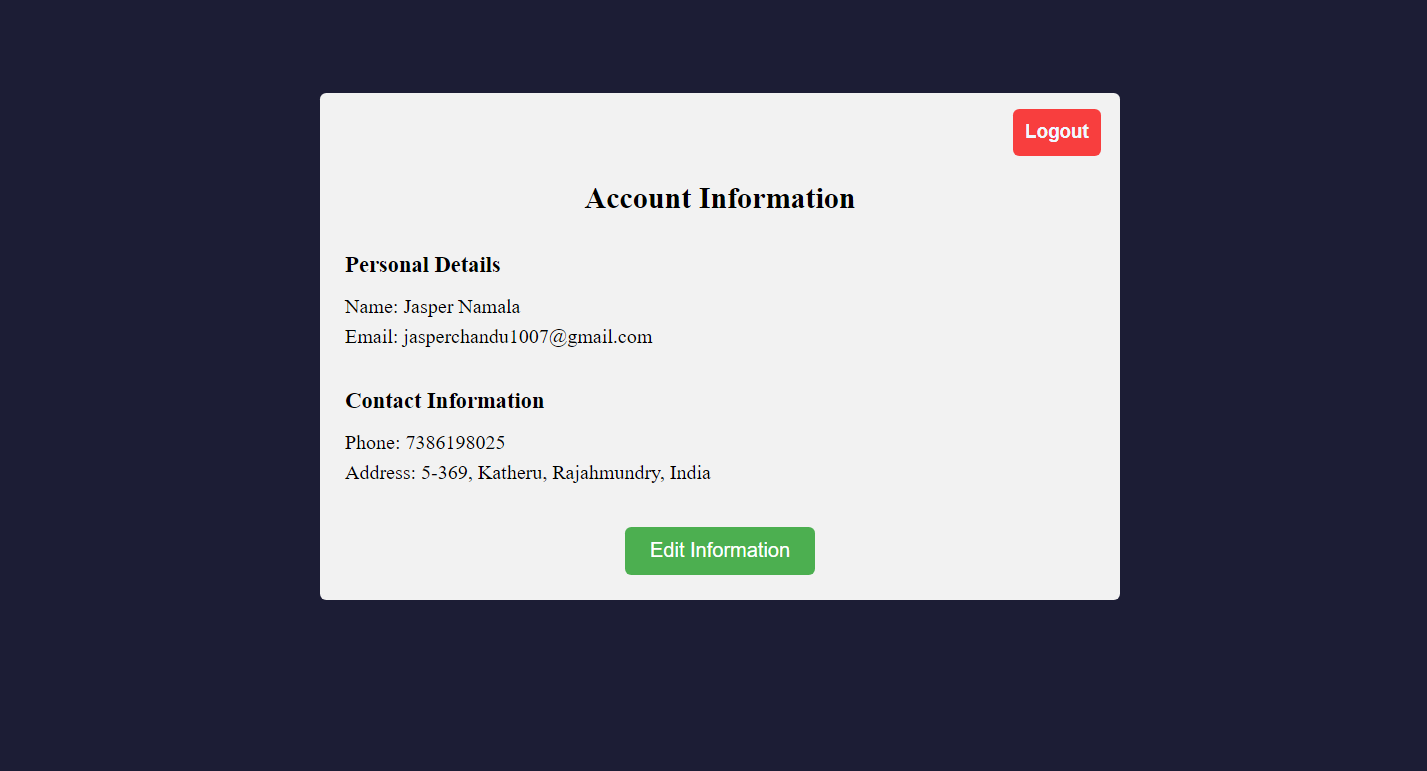 Logout
Account Information
Personal Details
Name: Jasper Namala
Email: jasperchandu1007@gmail.com
Contact Information
Phone: 7386198025
Address: 5-369, Katheru, Rajahmundry, India
Edit Information